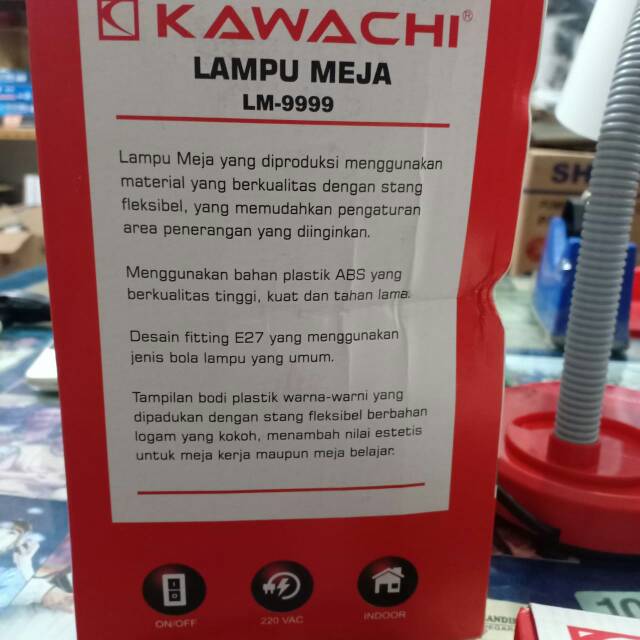 KAWACHI®
LAMPU MEJA
LM-9999
Lampu Meja yang diproduksi menggunakan
material yang berkualitas dengan stang
fleksibel, yang memudahkan pengaturan
area penerangan yang diinginkan.
Menggunakan bahan plastik ABS yang
berkualitas tinggi, kuat dan tahan lama.
Desain fitting E27 yang menggunakan
jenis bola lampu yang umum.
Tampilan bodi plastik warna-warni yang
dipadukan dengan stang fleksibel berbahan
logam yang kokoh, menambah nilai estetis
untuk meja kerja maupun meja belajar.
ON/OFF
220 VAC
INDOOR
SH